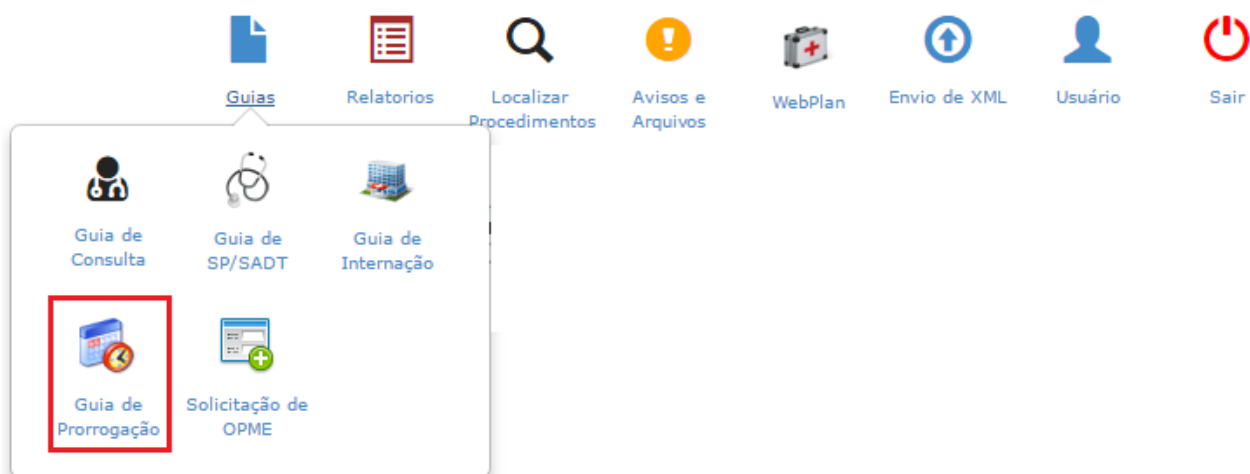 Guias
Relatorios
Localizar
Procedimentos
Avisos e
Arquivos
WebPlan
Envio de XML
Usuário
Sair
Guia de
Consulta
Guia de
SP/SADT
Guia de
Internação
Guia de
Prorrogação
Solicitação de
OPME